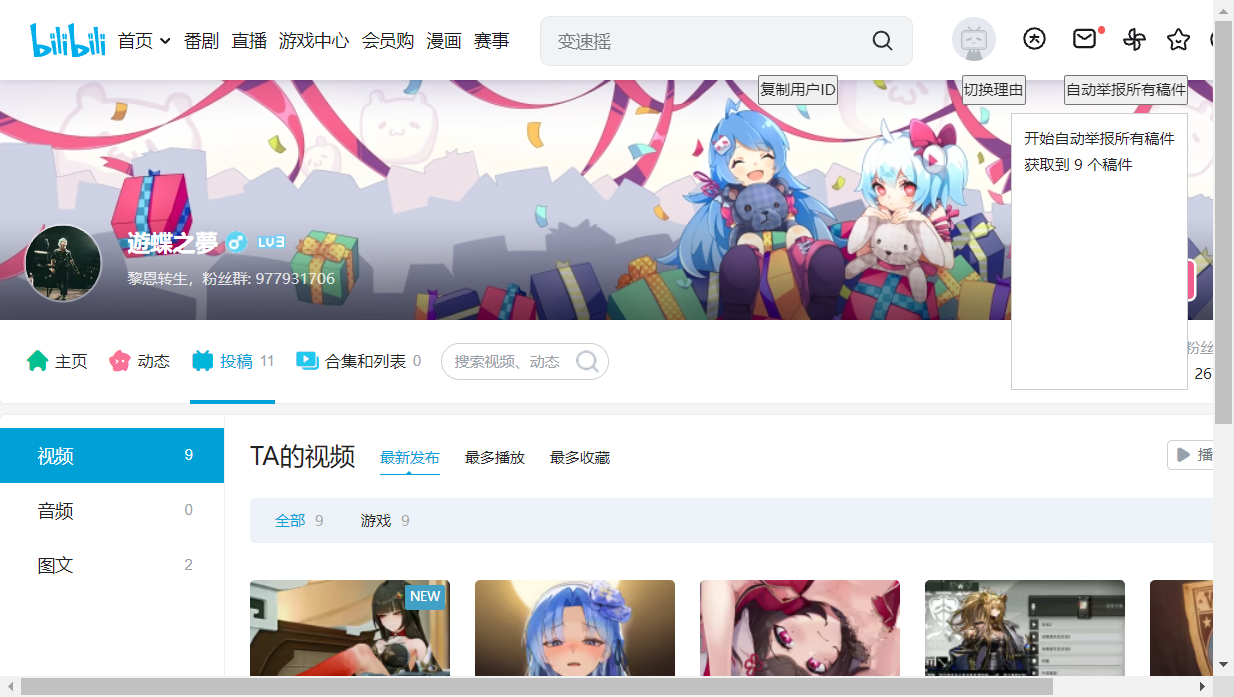 bilibili 首页 番剧 直播 游戏中心 会员购 漫画 赛事 变速摇
复制用户ID 切换理由 自动举报所有稿件
开始自动举报所有稿件
获取到 9 个稿件
遊蝶之夢 LV3
黎恩转生，粉丝群: 977931706
主页 动态 投稿 11 合集和列表 0 搜索视频、动态 粉丝
26
视频 9
音频 0
图文 2
TA的视频 最新发布 最多播放 最多收藏 播
全部 9 游戏 9
NEW